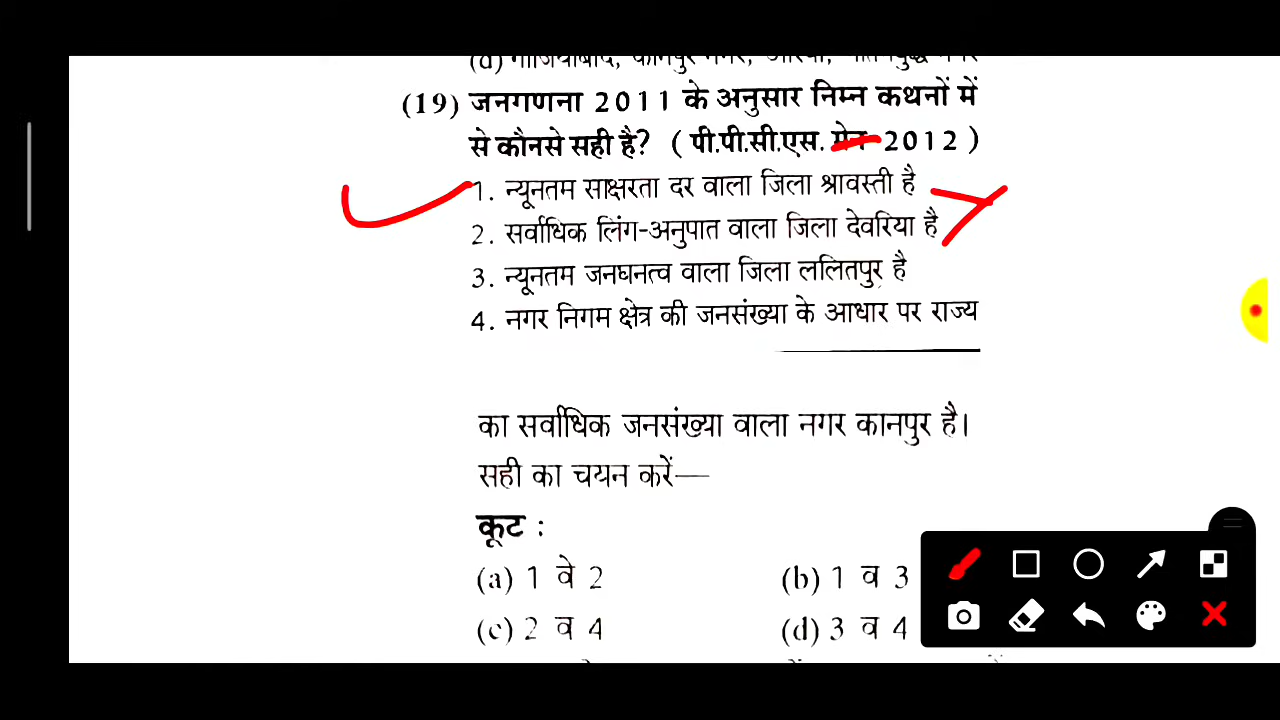 (d) गाजियाबाद, कानपुर नगर,
(19) जनगणना 2011 के अनुसार निम्न कथनों में
से कौनसे सही है? ( पी.पी.सी.एस. मेन 2012 )
1. न्यूनतम साक्षरता दर वाला जिला श्रावस्ती है
2. सर्वाधिक लिंग-अनुपात वाला जिला देवरिया है
3. न्यूनतम जनघनत्व वाला जिला ललितपुर है
4. नगर निगम क्षेत्र की जनसंख्या के आधार पर राज्य
का सर्वाधिक जनसंख्या वाला नगर कानपुर है।
सही का चयन करें—
कूट :
(a) 1 वे 2 (b) 1 व 3
(c) 2 व 4 (d) 3 व 4